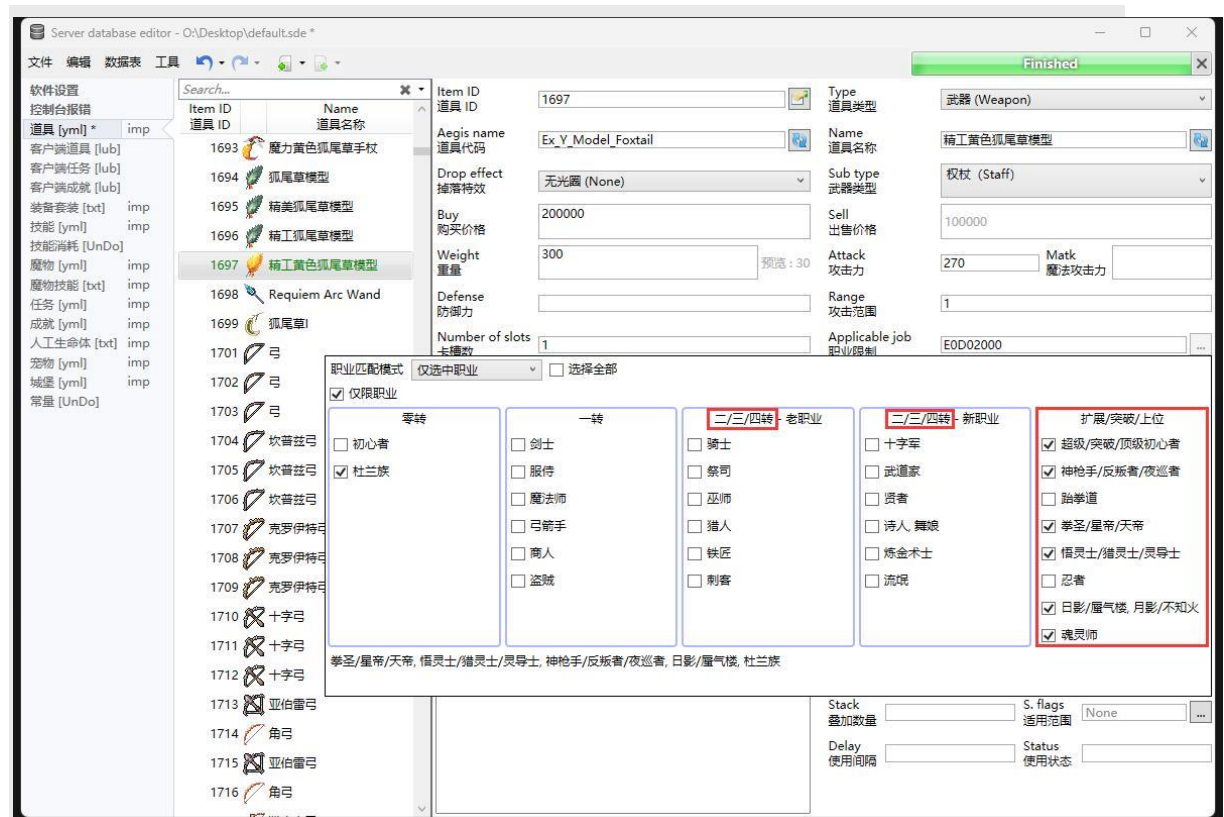 Server database editor - O:\Desktop\default.sde *
文件 编辑 数据表 工具
Finished
软件设置
控制台报错
道具 [yml] * imp
客户端道具 [lub]
客户端任务 [lub]
客户端成就 [lub]
装备套装 [txt] imp
技能 [yml] imp
技能消耗 [UnDo]
魔物 [yml] imp
魔物技能 [txt] imp
任务 [yml] imp
成就 [yml] imp
人工生命体 [txt] imp
宠物 [yml] imp
城堡 [yml] imp
常量 [UnDo]
Search...
Item ID Name
道具 ID 道具名称
1693 魔力黄色狐尾草手杖
1694 狐尾草模型
1695 精美狐尾草模型
1696 精工狐尾草模型
1697 精工黄色狐尾草模型
1698 Requiem Arc Wand
1699 狐尾草I
1701 弓
1702 弓
1703 弓
1704 坎普兹弓
1705 坎普兹弓
1706 坎普兹弓
1707 克罗伊特弓
1708 克罗伊特弓
1709 克罗伊特弓
1710 十字弓
1711 十字弓
1712 十字弓
1713 亚伯雷弓
1714 角弓
1715 亚伯雷弓
1716 角弓
Item ID
道具 ID
1697
Type
道具类型
武器 (Weapon)
Aegis name
道具代码
Ex_Y_Model_Foxtail
Name
道具名称
精工黄色狐尾草模型
Drop effect
掉落特效
无光圈 (None)
Sub type
武器类型
权杖 (Staff)
Buy
购买价格
200000
Sell
出售价格
100000
Weight
重量
300
预览 : 30
Attack
攻击力
270
Matk
魔法攻击力
Defense
防御力
Range
攻击范围
1
Number of slots
卡槽数
1
Applicable job
职业限制
E0D02000
...
职业匹配模式 仅选中职业 选择全部
仅限职业
零转
初心者
杜兰族
一转
剑士
服侍
魔法师
弓箭手
商人
盗贼
二/三/四转 - 老职业
骑士
祭司
巫师
猎人
铁匠
刺客
二/三/四转 - 新职业
十字军
武道家
贤者
诗人, 舞娘
炼金术士
流氓
扩展/突破/上位
超级/突破/顶级初心者
神枪手/反叛者/夜巡者
跆拳道
拳圣/星帝/天帝
悟灵士/猎灵士/灵导士
忍者
日影/蜃气楼, 月影/不知火
魂灵师
拳圣/星帝/天帝, 悟灵士/猎灵士/灵导士, 神枪手/反叛者/夜巡者, 日影/蜃气楼, 杜兰族
Stack
叠加数量
S. flags
适用范围
None
...
Delay
使用间隔
Status
使用状态